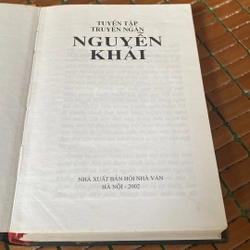 TUYỂN TẬP
TRUYỆN NGẮN
NGUYỄN
KHẢI
NHÀ XUẤT BẢN HỘI NHÀ VĂN
HÀ NỘI - 2002